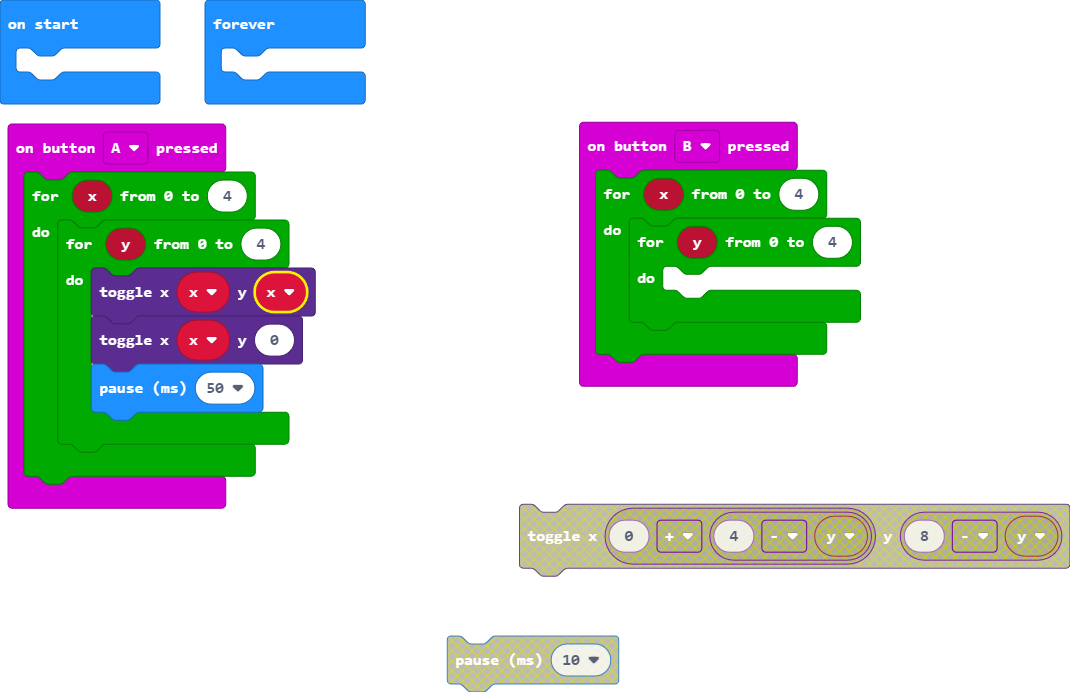 on start
forever
on button A pressed
for x from 0 to 4
do
for y from 0 to 4
do
toggle x x y x
toggle x x y 0
pause (ms) 50
on button B pressed
for x from 0 to 4
do
for y from 0 to 4
do
toggle x 0 + 4 - y y 8 - y
pause (ms) 10